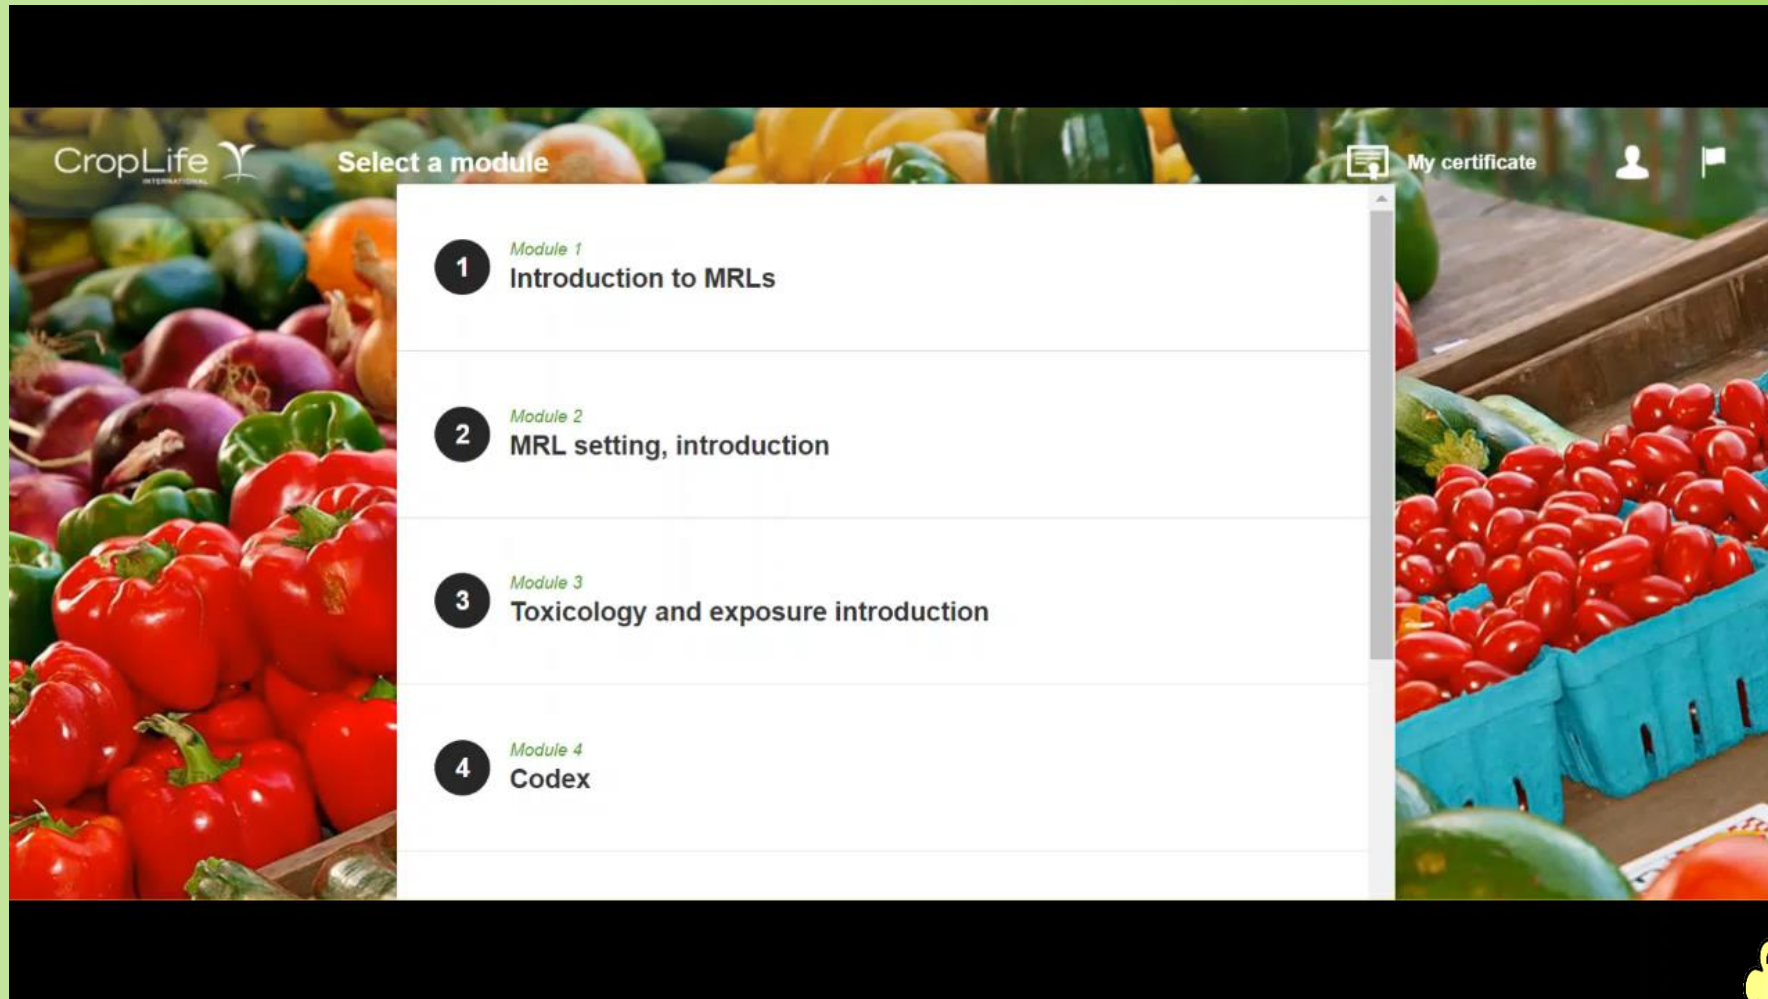 CropLife
INTERNATIONAL
Select a module
My certificate
1
Module 1
Introduction to MRLs
2
Module 2
MRL setting, introduction
3
Module 3
Toxicology and exposure introduction
4
Module 4
Codex